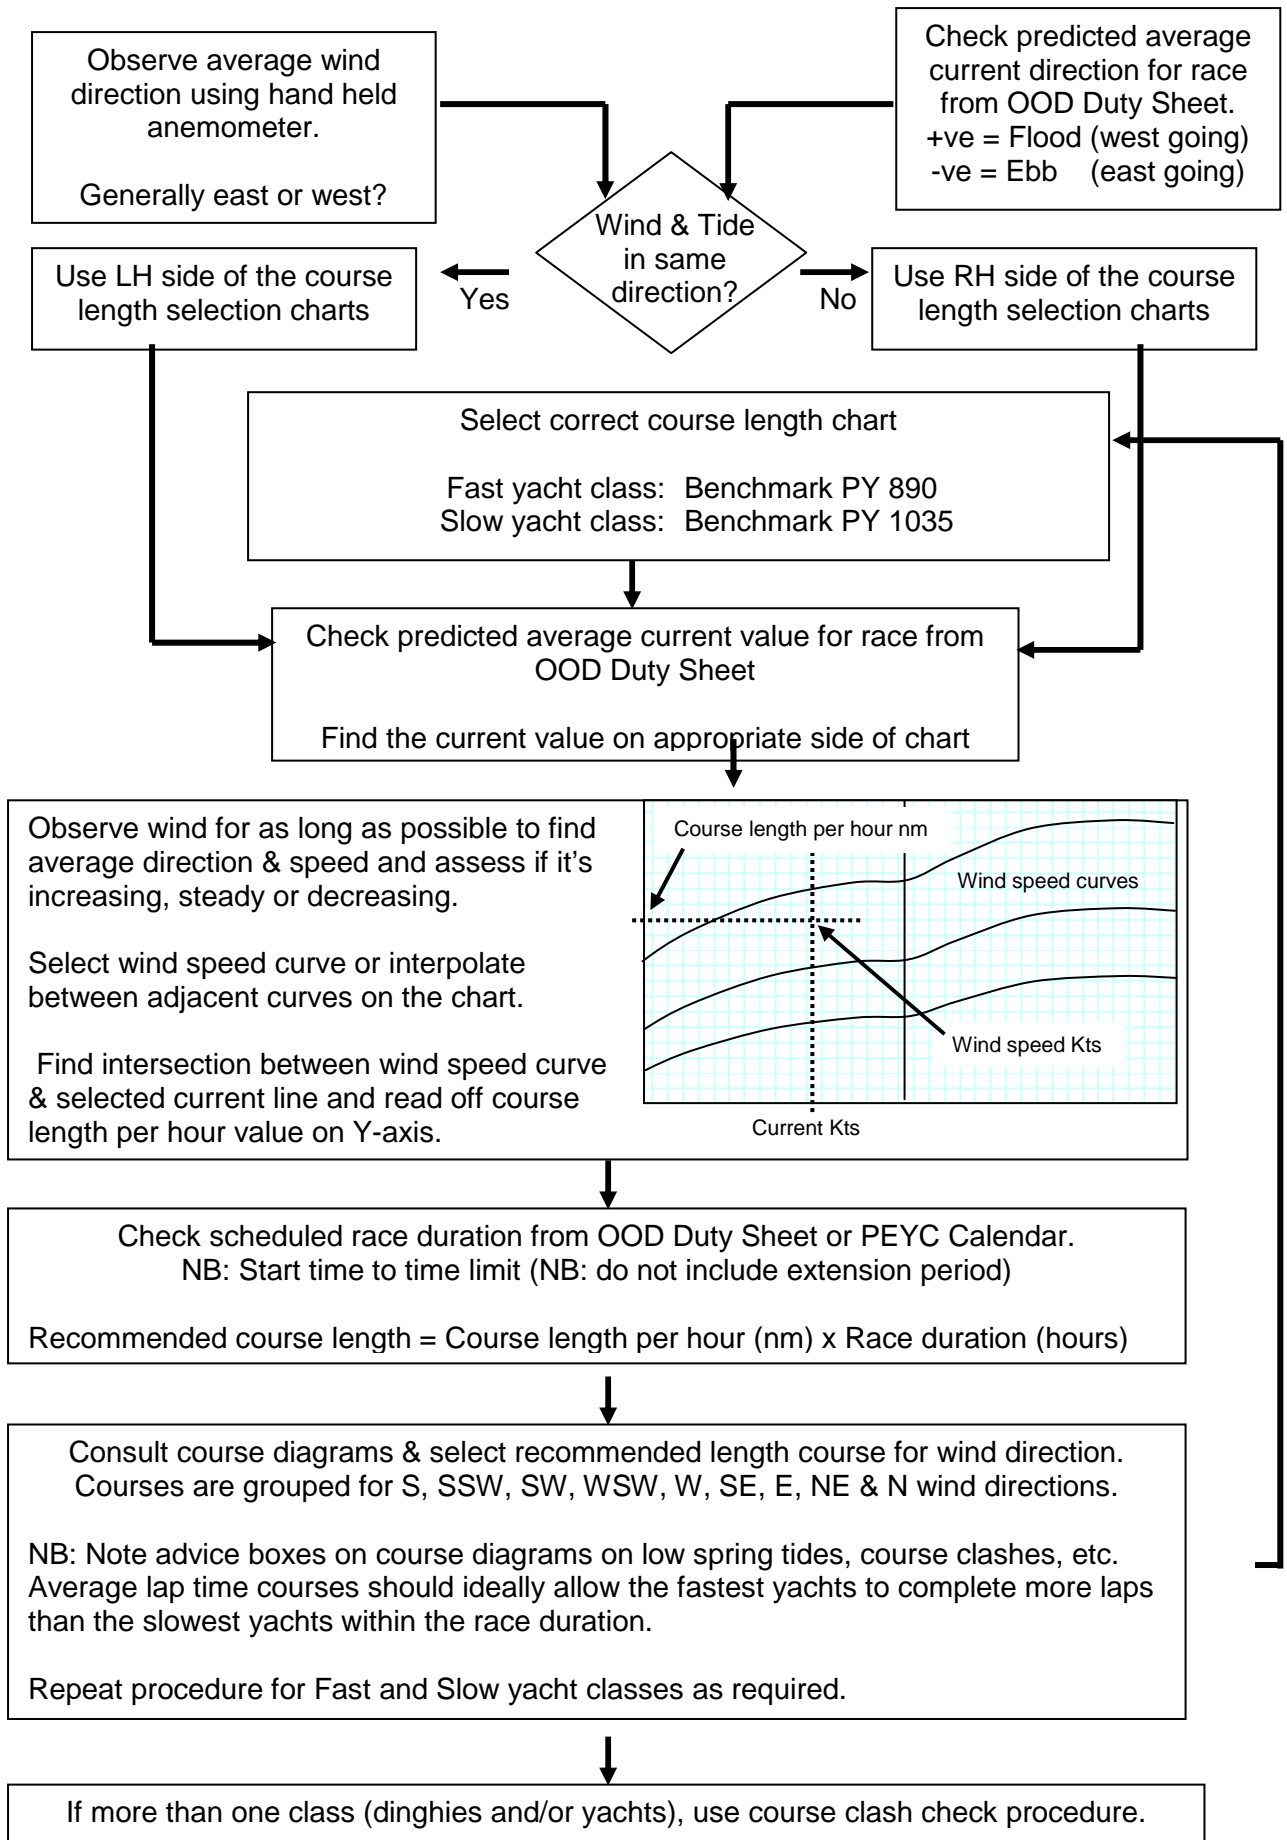 Observe average wind
direction using hand held
anemometer.
Generally east or west?
Check predicted average
current direction for race
from OOD Duty Sheet.
+ve = Flood (west going)
-ve = Ebb (east going)
Wind & Tide
in same
direction?
Use LH side of the course
length selection charts
Yes
No
Use RH side of the course
length selection charts
Select correct course length chart
Fast yacht class: Benchmark PY 890
Slow yacht class: Benchmark PY 1035
Check predicted average current value for race from
OOD Duty Sheet
Find the current value on appropriate side of chart
Observe wind for as long as possible to find
average direction & speed and assess if it’s
increasing, steady or decreasing.
Select wind speed curve or interpolate
between adjacent curves on the chart.
Find intersection between wind speed curve
& selected current line and read off course
length per hour value on Y-axis.
Course length per hour nm
Wind speed curves
Wind speed Kts
Current Kts
Check scheduled race duration from OOD Duty Sheet or PEYC Calendar.
NB: Start time to time limit (NB: do not include extension period)
Recommended course length = Course length per hour (nm) x Race duration (hours)
Consult course diagrams & select recommended length course for wind direction.
Courses are grouped for S, SSW, SW, WSW, W, SE, E, NE & N wind directions.
NB: Note advice boxes on course diagrams on low spring tides, course clashes, etc.
Average lap time courses should ideally allow the fastest yachts to complete more laps
than the slowest yachts within the race duration.
Repeat procedure for Fast and Slow yacht classes as required.
If more than one class (dinghies and/or yachts), use course clash check procedure.